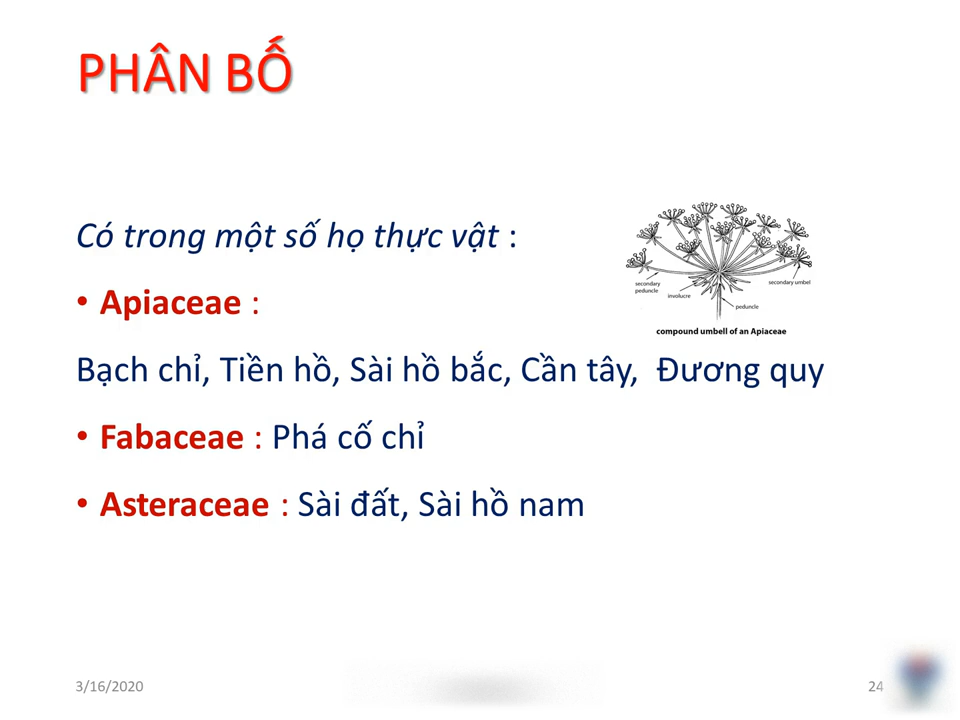 PHÂN BỐ
Có trong một số họ thực vật :
• Apiaceae :
Bạch chỉ, Tiền hồ, Sài hồ bắc, Cần tây, Đương quy
• Fabaceae : Phá cố chỉ
• Asteraceae : Sài đất, Sài hồ nam
secondary
peduncle
involucre
peduncle
secondary umbel
compound umbell of an Apiaceae
3/16/2020
24